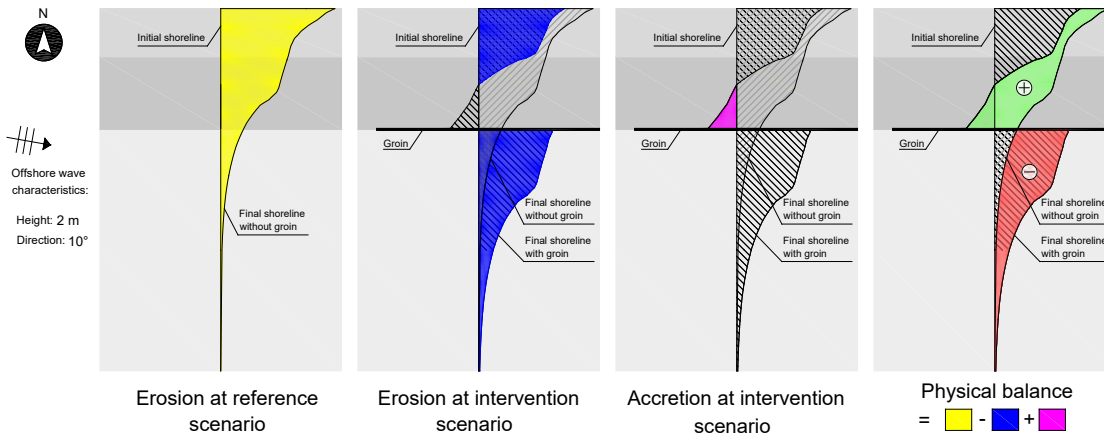 N
Offshore wave
characteristics:
Height: 2 m
Direction: 10°
Initial shoreline
Final shoreline
without groin
Erosion at reference
scenario
Initial shoreline
Groin
Final shoreline
without groin
Final shoreline
with groin
Erosion at intervention
scenario
Initial shoreline
Groin
Final shoreline
without groin
Final shoreline
with groin
Accretion at intervention
scenario
Initial shoreline
+
Groin
−
Final shoreline
without groin
Final shoreline
with groin
Physical balance
= - +